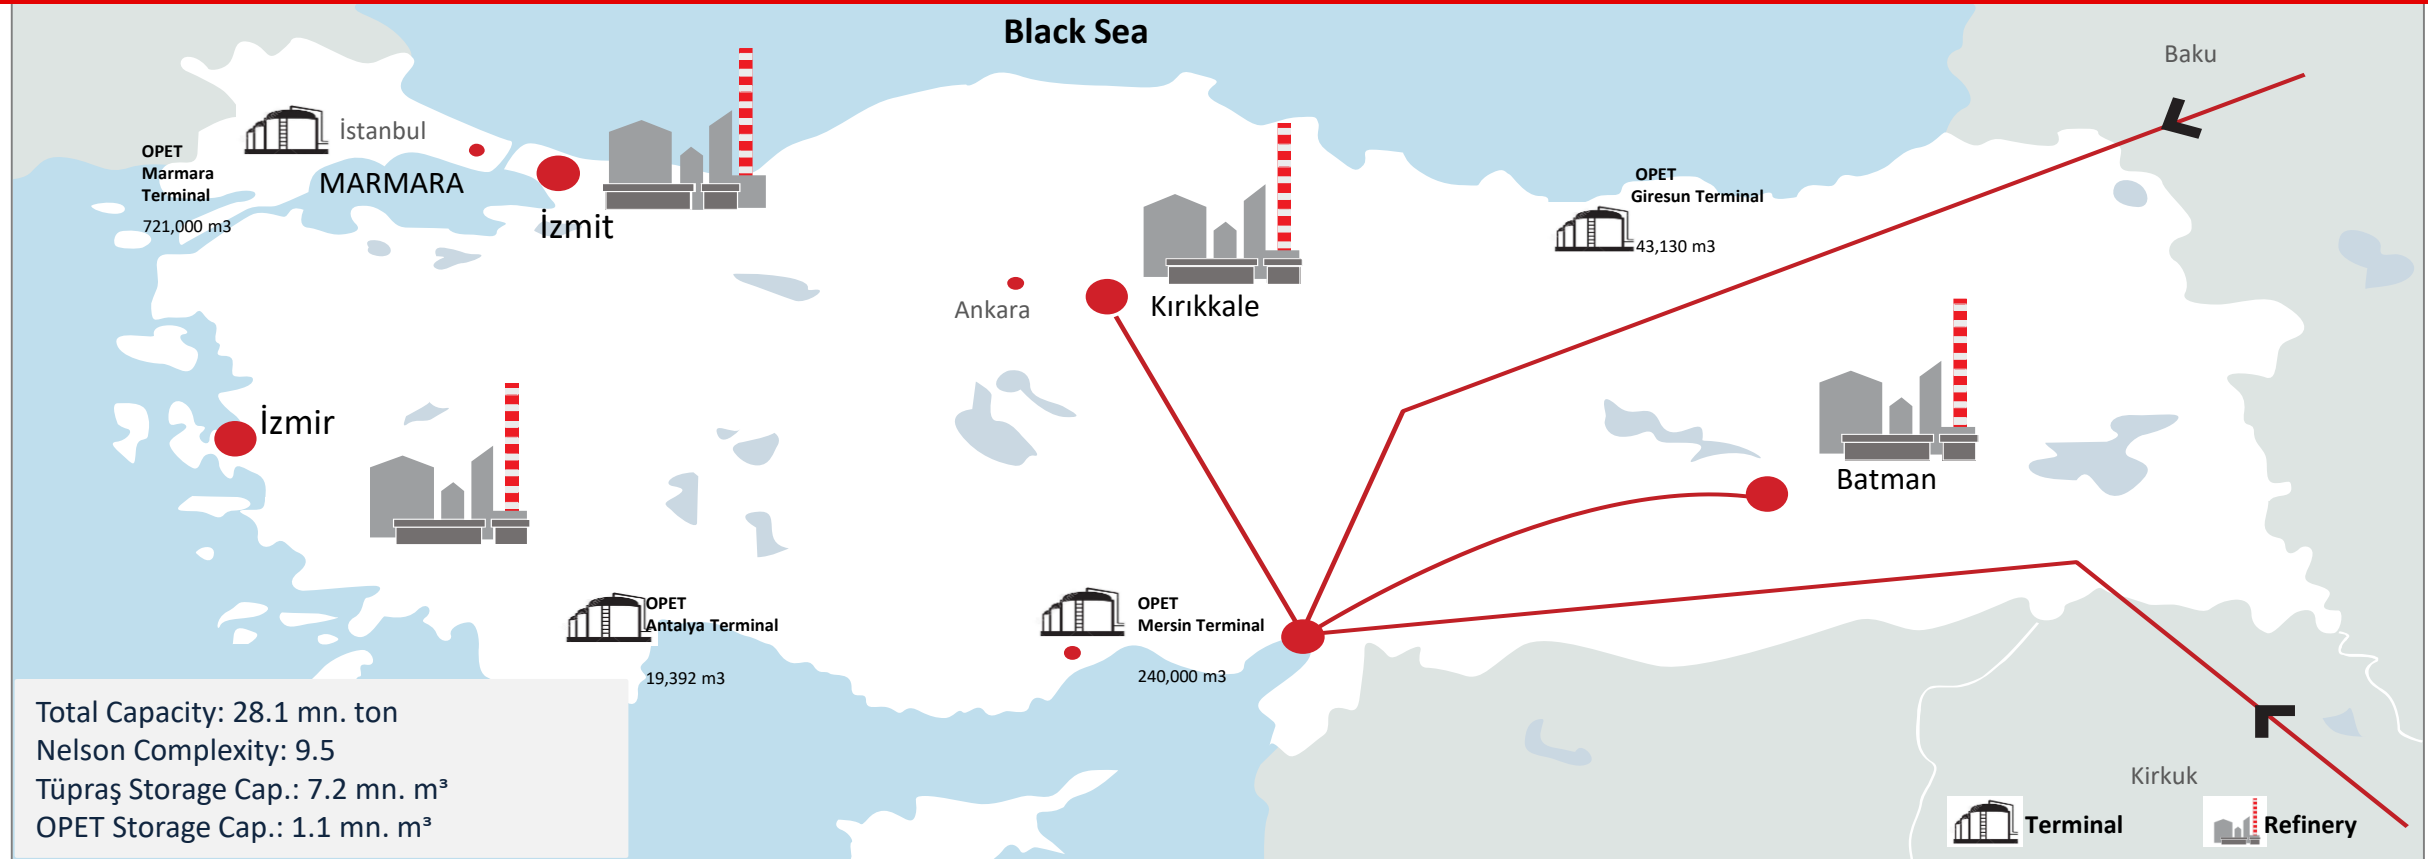 Black Sea
Baku
İstanbul
OPET
Marmara
Terminal
721,000 m3
MARMARA
İzmit
OPET
Giresun Terminal
43,130 m3
Ankara
Kırıkkale
İzmir
Batman
OPET
Antalya Terminal
19,392 m3
OPET
Mersin Terminal
240,000 m3
Total Capacity: 28.1 mn. ton
Nelson Complexity: 9.5
Tüpraş Storage Cap.: 7.2 mn. m³
OPET Storage Cap.: 1.1 mn. m³
Kirkuk
Terminal
Refinery